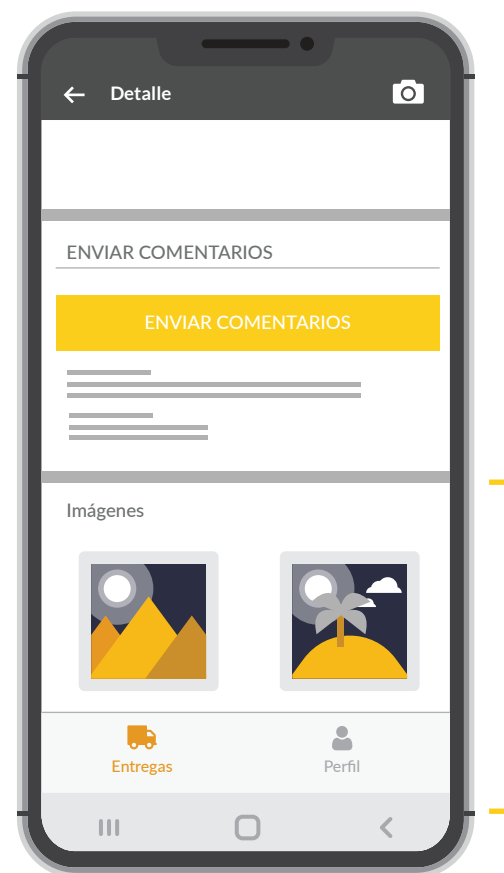 Detalle
ENVIAR COMENTARIOS
ENVIAR COMENTARIOS
Imágenes
Entregas
Perfil